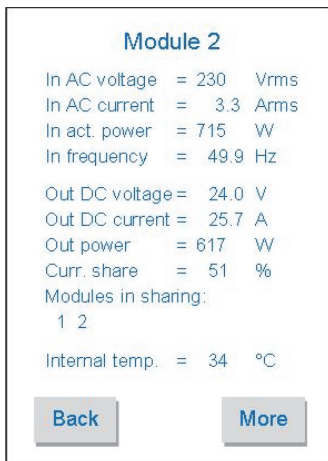 Module 2
In AC voltage = 230 Vrms
In AC current = 3.3 Arms
In act. power = 715 W
In frequency = 49.9 Hz
Out DC voltage = 24.0 V
Out DC current = 25.7 A
Out power = 617 W
Curr. share = 51 %
Modules in sharing:
1 2
Internal temp. = 34 °C
Back More